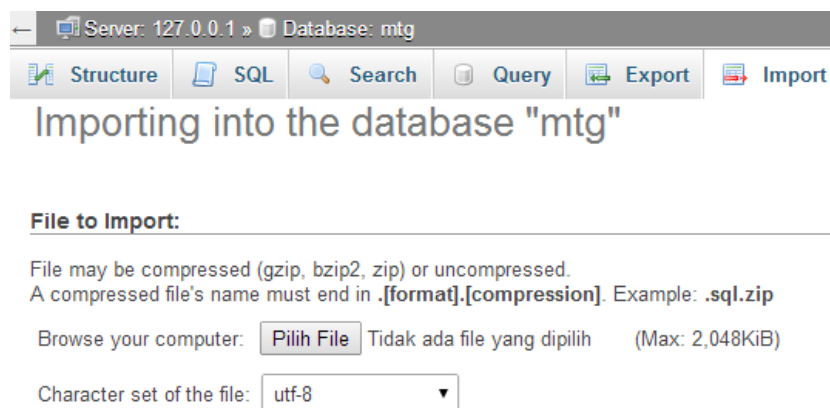 ← Server: 127.0.0.1 » Database: mtg
Structure SQL Search Query Export Import
Importing into the database "mtg"
File to Import:
File may be compressed (gzip, bzip2, zip) or uncompressed.
A compressed file's name must end in .[format].[compression]. Example: .sql.zip
Browse your computer: Pilih File Tidak ada file yang dipilih (Max: 2,048KiB)
Character set of the file: utf-8